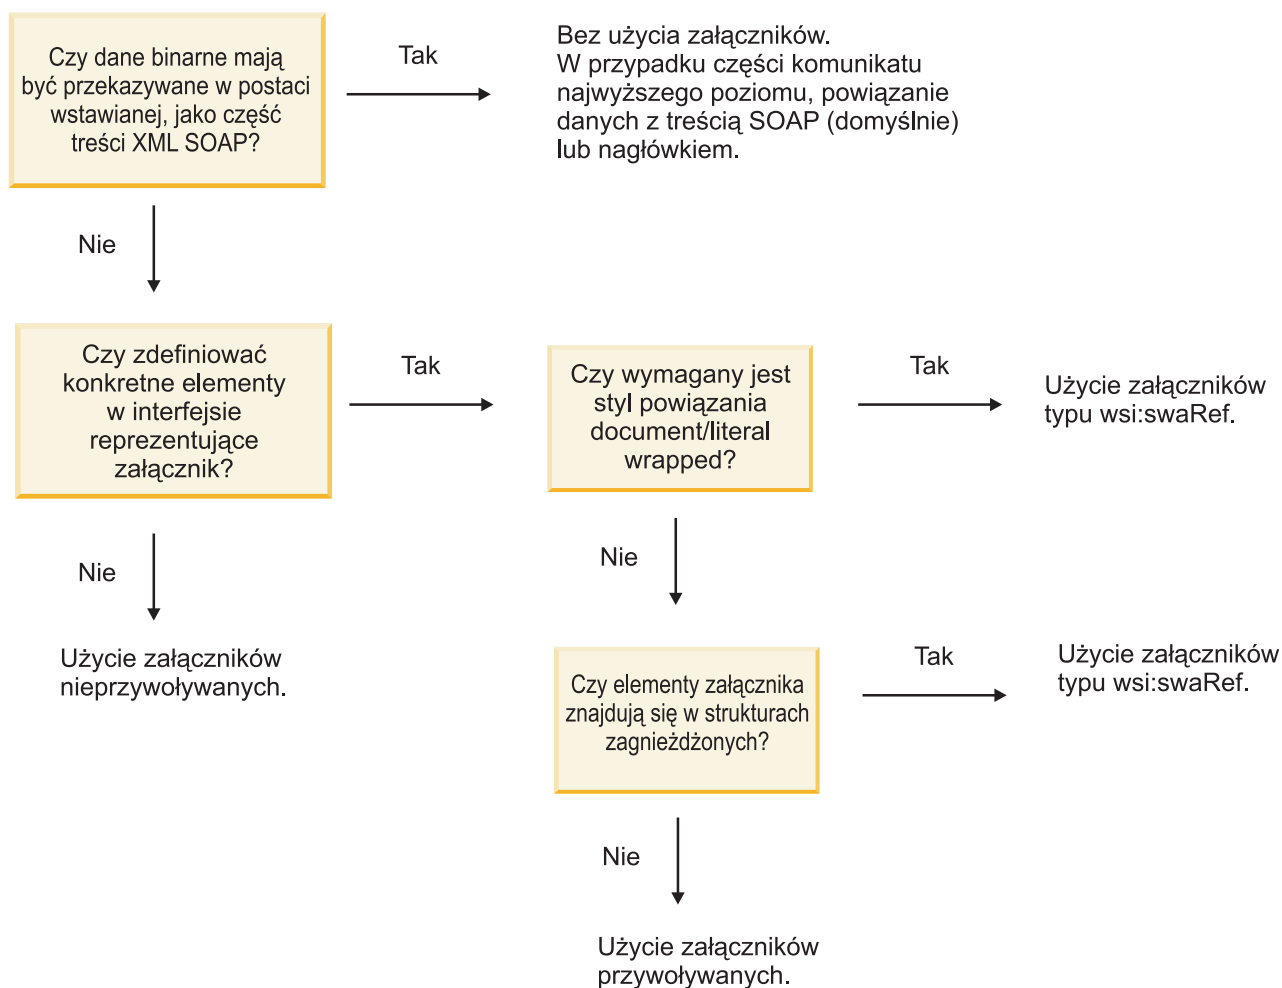 Czy dane binarne mają
być przekazywane w postaci
wstawianej, jako część
treści XML SOAP?
Tak
Bez użycia załączników.
W przypadku części komunikatu
najwyższego poziomu, powiązanie
danych z treścią SOAP (domyślnie)
lub nagłówkiem.
Nie
Czy zdefiniować
konkretne elementy
w interfejsie
reprezentujące
załącznik?
Tak
Czy wymagany jest
styl powiązania
document/literal
wrapped?
Tak
Użycie załączników
typu wsi:swaRef.
Nie
Użycie załączników
nieprzywoływanych.
Nie
Czy elementy załącznika
znajdują się w strukturach
zagnieżdżonych?
Tak
Użycie załączników
typu wsi:swaRef.
Nie
Użycie załączników
przywoływanych.